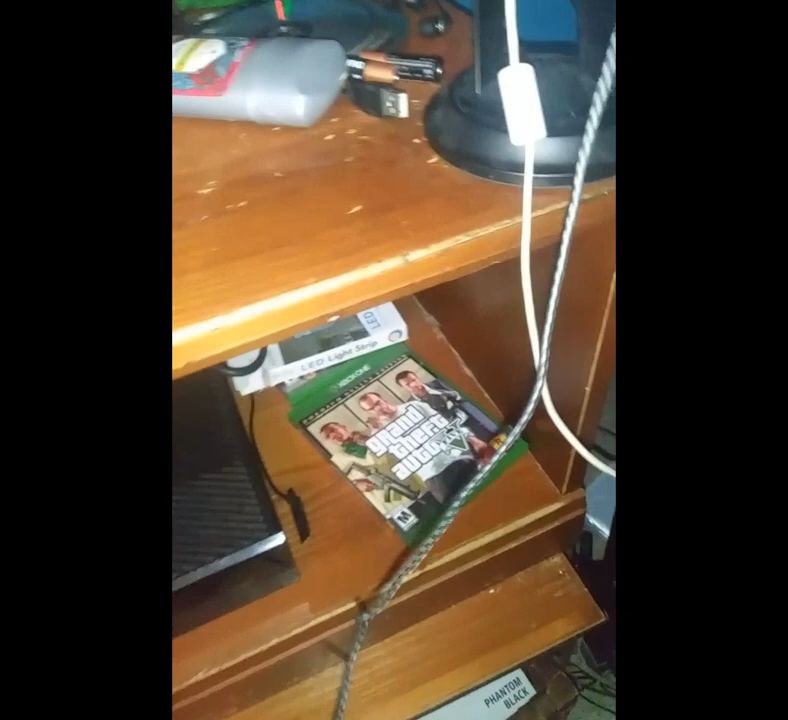 LED
LED Light Strip
XBOX ONE
grand
theft
auto
V
M
R
PHANTOM
BLACK